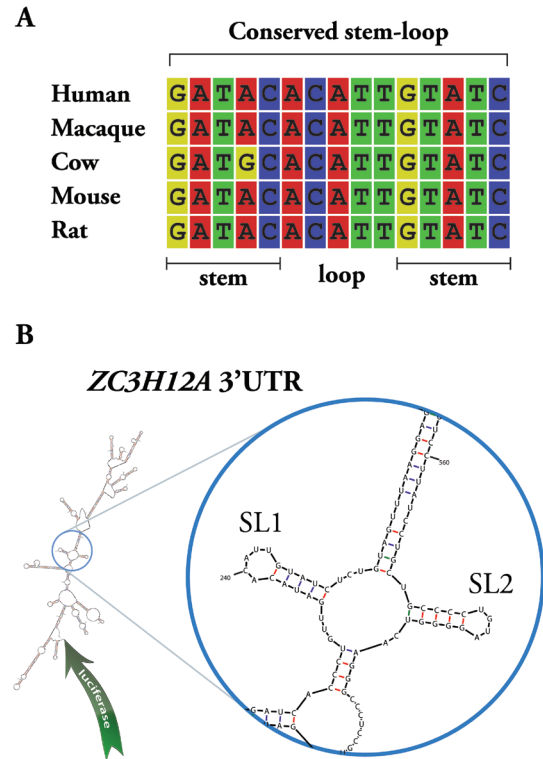 A
Conserved stem-loop
Human GATACACATTGTATC
Macaque GATACACATTGTATC
Cow GATGCACATTGTATC
Mouse GATACACATTGTATC
Rat GATACACATTGTATC
stem loop stem
B
ZC3H12A 3'UTR
560
SL1
SL2
240
luciferase